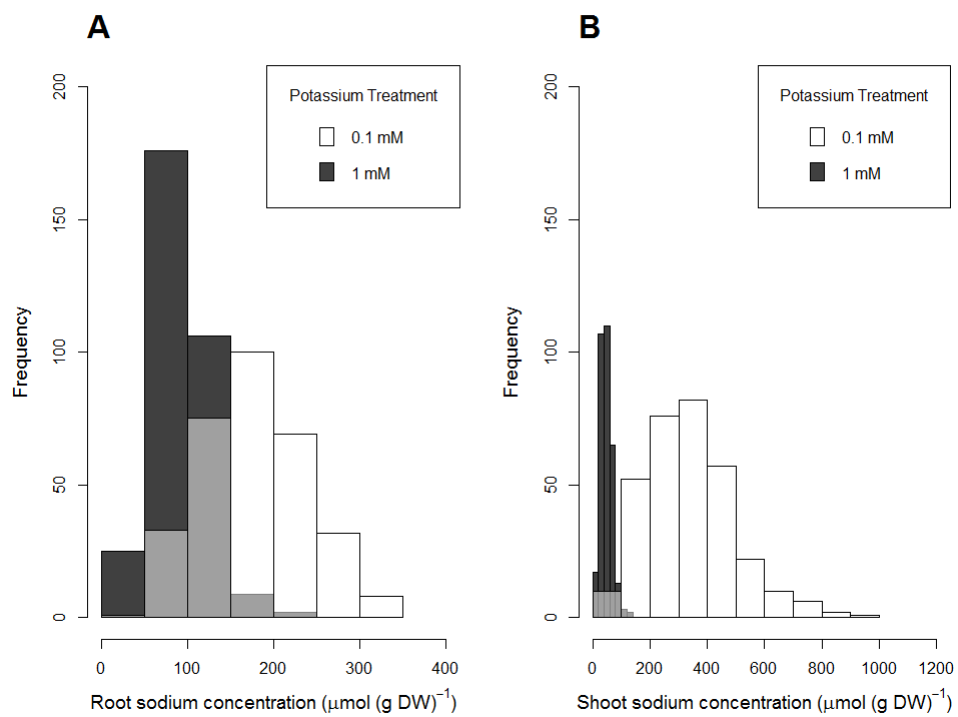 A
Potassium Treatment
0.1 mM
1 mM
Frequency
0
50
100
150
200
0 100 200 300 400
Root sodium concentration (μmol (g DW)⁻¹
B
Potassium Treatment
0.1 mM
1 mM
Frequency
0
50
100
150
200
0 200 400 600 800 1000 1200
Shoot sodium concentration (μmol (g DW)⁻¹